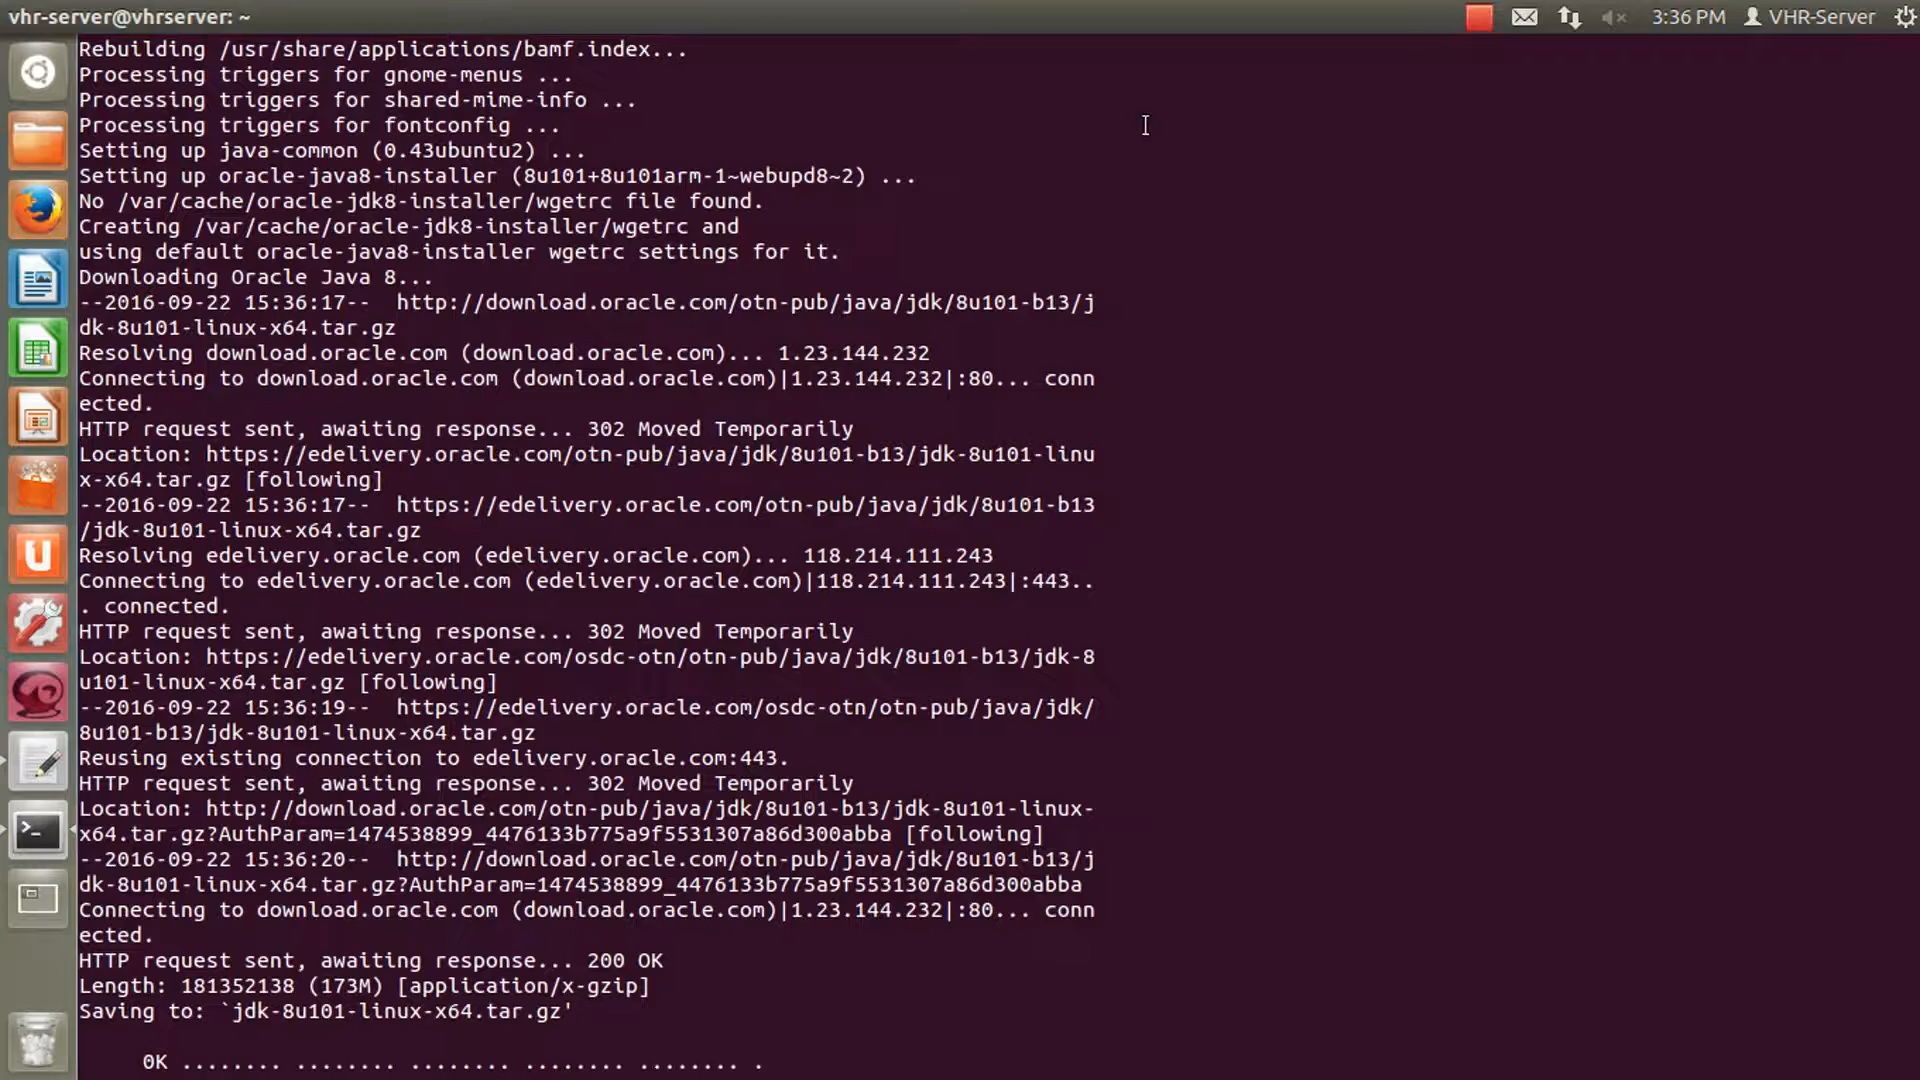 vhr-server@vhrserver: ~
3:36 PM
VHR-Server
Rebuilding /usr/share/applications/bamf.index...
Processing triggers for gnome-menus ...
Processing triggers for shared-mime-info ...
Processing triggers for fontconfig ...
Setting up java-common (0.43ubuntu2) ...
Setting up oracle-java8-installer (8u101+8u101arm-1~webupd8~2) ...
No /var/cache/oracle-jdk8-installer/wgetrc file found.
Creating /var/cache/oracle-jdk8-installer/wgetrc and
using default oracle-java8-installer wgetrc settings for it.
Downloading Oracle Java 8...
--2016-09-22 15:36:17--  http://download.oracle.com/otn-pub/java/jdk/8u101-b13/j
dk-8u101-linux-x64.tar.gz
Resolving download.oracle.com (download.oracle.com)... 1.23.144.232
Connecting to download.oracle.com (download.oracle.com)|1.23.144.232|:80... conn
ected.
HTTP request sent, awaiting response... 302 Moved Temporarily
Location: https://edelivery.oracle.com/otn-pub/java/jdk/8u101-b13/jdk-8u101-linu
x-x64.tar.gz [following]
--2016-09-22 15:36:17--  https://edelivery.oracle.com/otn-pub/java/jdk/8u101-b13
/jdk-8u101-linux-x64.tar.gz
Resolving edelivery.oracle.com (edelivery.oracle.com)... 118.214.111.243
Connecting to edelivery.oracle.com (edelivery.oracle.com)|118.214.111.243|:443..
. connected.
HTTP request sent, awaiting response... 302 Moved Temporarily
Location: https://edelivery.oracle.com/osdc-otn/otn-pub/java/jdk/8u101-b13/jdk-8
u101-linux-x64.tar.gz [following]
--2016-09-22 15:36:19--  https://edelivery.oracle.com/osdc-otn/otn-pub/java/jdk/
8u101-b13/jdk-8u101-linux-x64.tar.gz
Reusing existing connection to edelivery.oracle.com:443.
HTTP request sent, awaiting response... 302 Moved Temporarily
Location: http://download.oracle.com/otn-pub/java/jdk/8u101-b13/jdk-8u101-linux-
x64.tar.gz?AuthParam=1474538899_4476133b775a9f5531307a86d300abba [following]
--2016-09-22 15:36:20--  http://download.oracle.com/otn-pub/java/jdk/8u101-b13/j
dk-8u101-linux-x64.tar.gz?AuthParam=1474538899_4476133b775a9f5531307a86d300abba
Connecting to download.oracle.com (download.oracle.com)|1.23.144.232|:80... conn
ected.
HTTP request sent, awaiting response... 200 OK
Length: 181352138 (173M) [application/x-gzip]
Saving to: `jdk-8u101-linux-x64.tar.gz'
0K ........ ........ ........ ........ ........ .